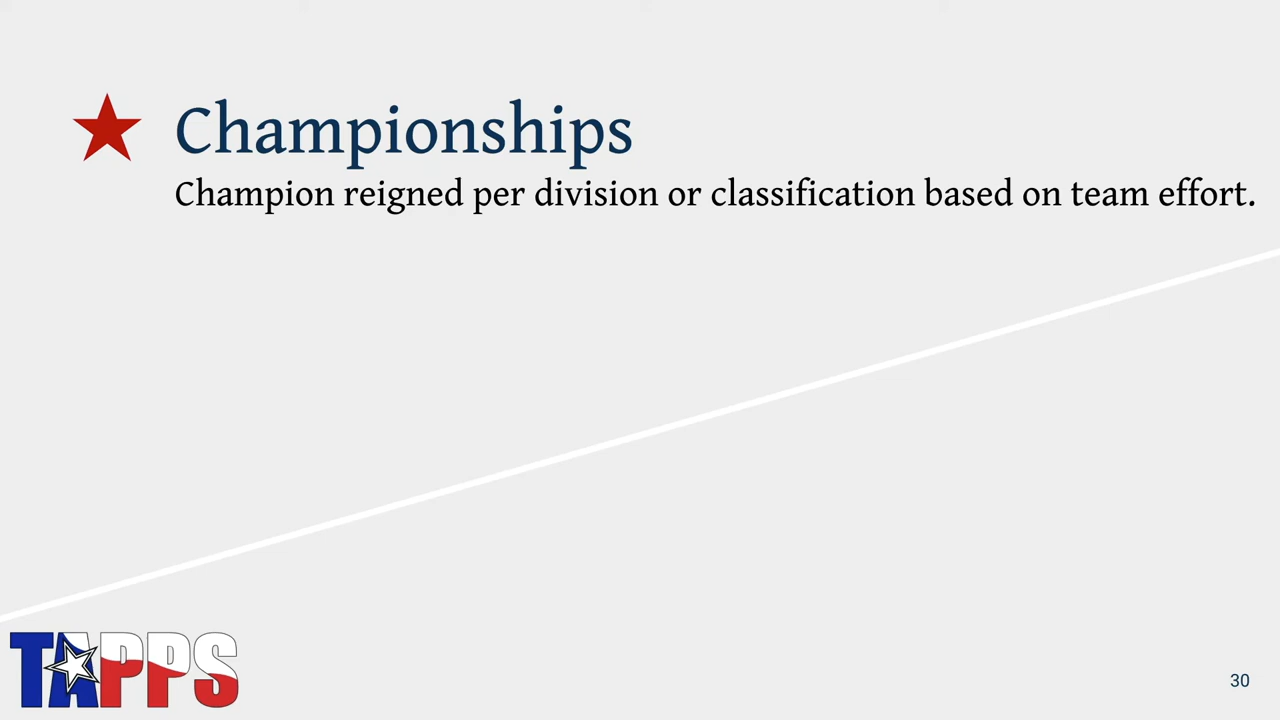 Championships
Champion reigned per division or classification based on team effort.
TAPPS
30